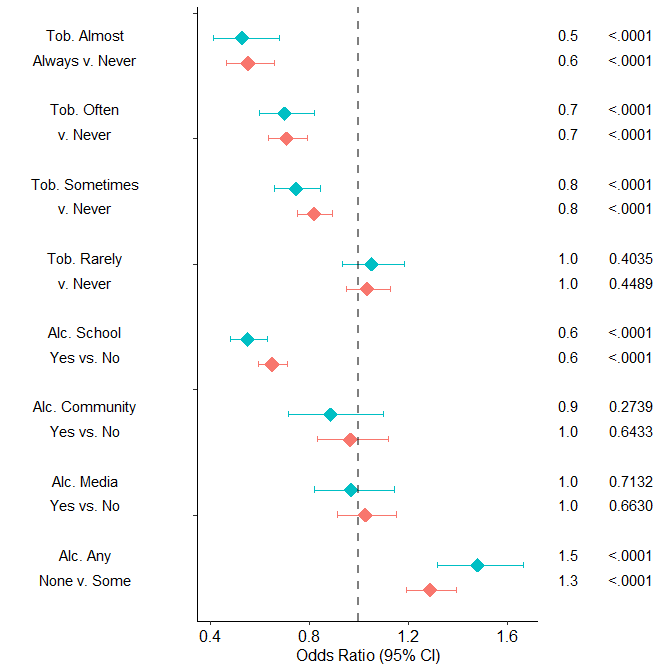 Tob. Almost 0.5 <.0001
Always v. Never 0.6 <.0001
Tob. Often 0.7 <.0001
v. Never 0.7 <.0001
Tob. Sometimes 0.8 <.0001
v. Never 0.8 <.0001
Tob. Rarely 1.0 0.4035
v. Never 1.0 0.4489
Alc. School 0.6 <.0001
Yes vs. No 0.6 <.0001
Alc. Community 0.9 0.2739
Yes vs. No 1.0 0.6433
Alc. Media 1.0 0.7132
Yes vs. No 1.0 0.6630
Alc. Any 1.5 <.0001
None v. Some 1.3 <.0001
0.4 0.8 1.2 1.6
Odds Ratio (95% CI)